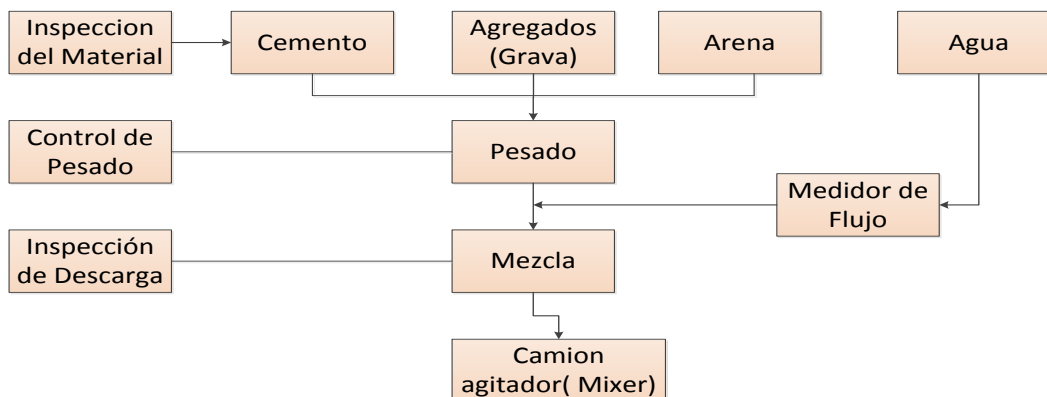 Inspeccion
del Material
Cemento
Agregados
(Grava)
Arena
Agua
Control de
Pesado
Pesado
Medidor de
Flujo
Inspección
de Descarga
Mezcla
Camion
agitador( Mixer)